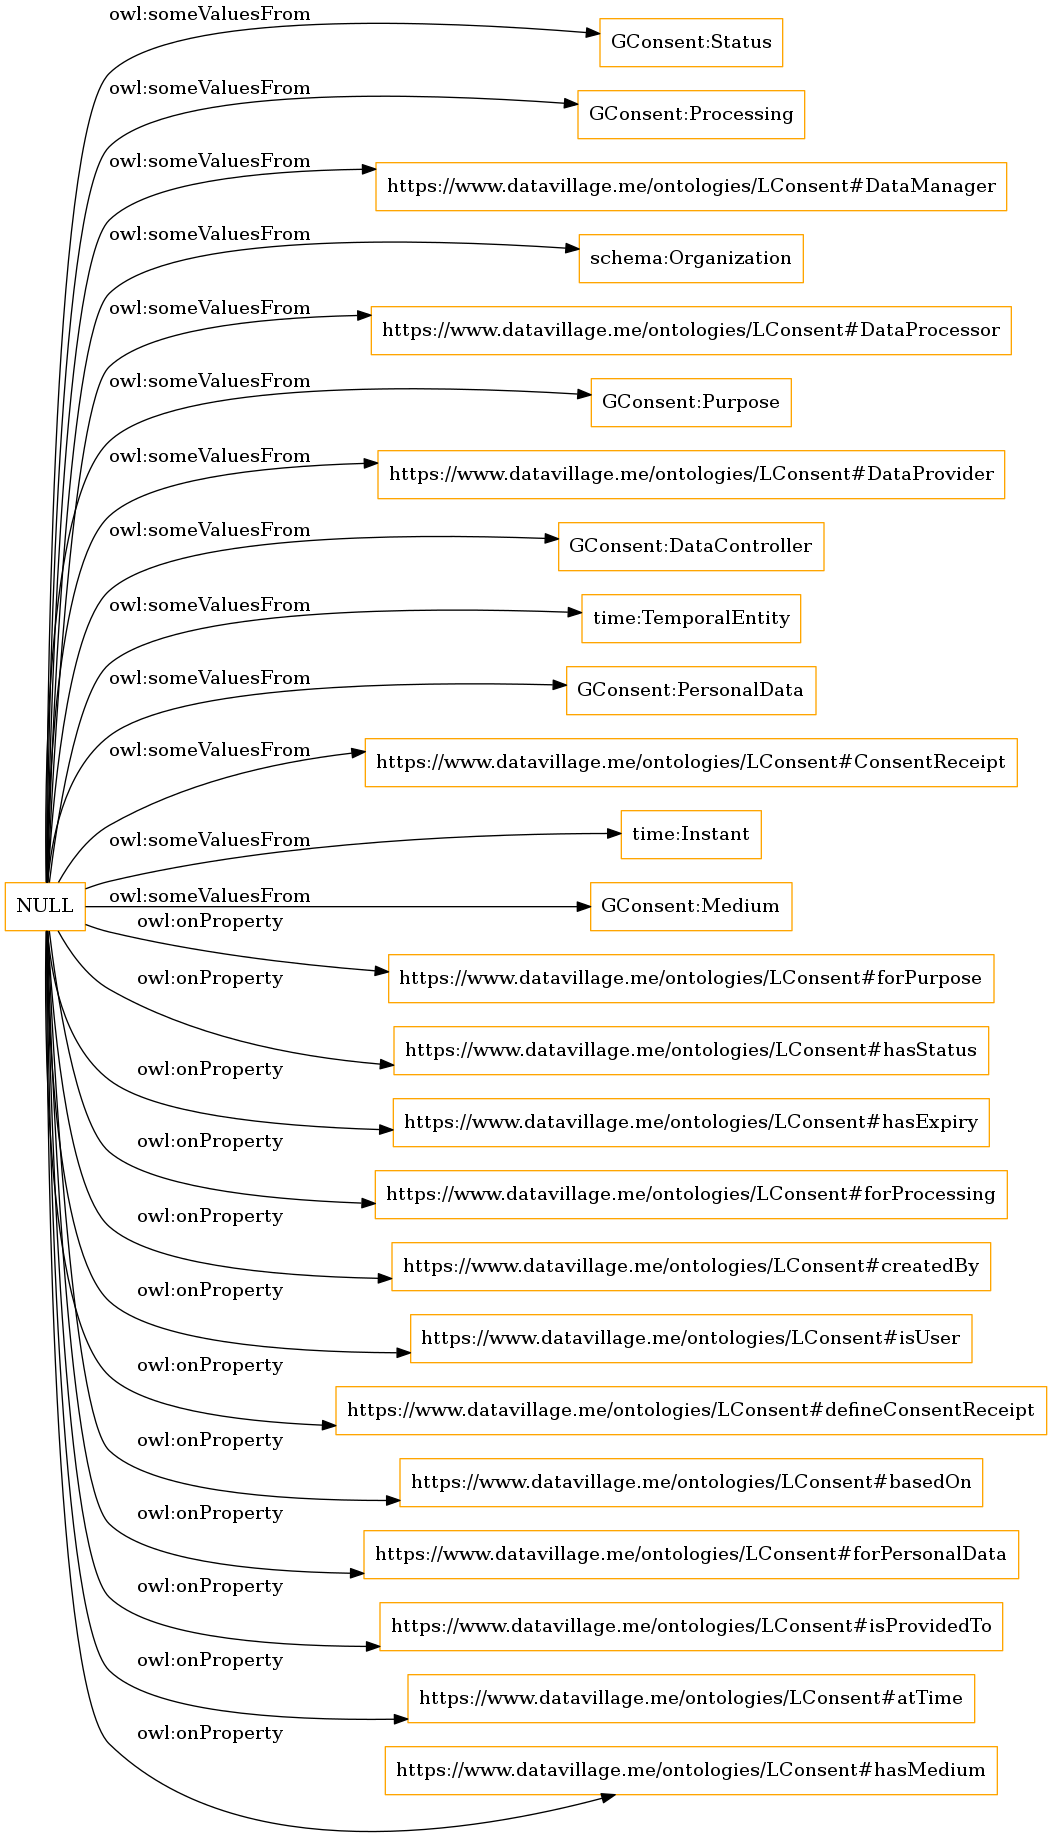 owl:someValuesFrom
GConsent:Status
owl:someValuesFrom
GConsent:Processing
owl:someValuesFrom
https://www.datavillage.me/ontologies/LConsent#DataManager
owl:someValuesFrom
schema:Organization
owl:someValuesFrom
https://www.datavillage.me/ontologies/LConsent#DataProcessor
owl:someValuesFrom
GConsent:Purpose
owl:someValuesFrom
https://www.datavillage.me/ontologies/LConsent#DataProvider
owl:someValuesFrom
GConsent:DataController
owl:someValuesFrom
time:TemporalEntity
owl:someValuesFrom
GConsent:PersonalData
owl:someValuesFrom
https://www.datavillage.me/ontologies/LConsent#ConsentReceipt
owl:someValuesFrom
time:Instant
NULL
owl:someValuesFrom
GConsent:Medium
owl:onProperty
https://www.datavillage.me/ontologies/LConsent#forPurpose
owl:onProperty
https://www.datavillage.me/ontologies/LConsent#hasStatus
owl:onProperty
https://www.datavillage.me/ontologies/LConsent#hasExpiry
owl:onProperty
https://www.datavillage.me/ontologies/LConsent#forProcessing
owl:onProperty
https://www.datavillage.me/ontologies/LConsent#createdBy
owl:onProperty
https://www.datavillage.me/ontologies/LConsent#isUser
owl:onProperty
https://www.datavillage.me/ontologies/LConsent#defineConsentReceipt
owl:onProperty
https://www.datavillage.me/ontologies/LConsent#basedOn
owl:onProperty
https://www.datavillage.me/ontologies/LConsent#forPersonalData
owl:onProperty
https://www.datavillage.me/ontologies/LConsent#isProvidedTo
owl:onProperty
https://www.datavillage.me/ontologies/LConsent#atTime
owl:onProperty
https://www.datavillage.me/ontologies/LConsent#hasMedium